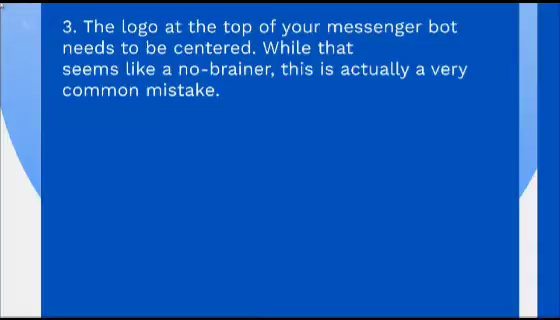 3. The logo at the top of your messenger bot
needs to be centered. While that
seems like a no-brainer, this is actually a very
common mistake.